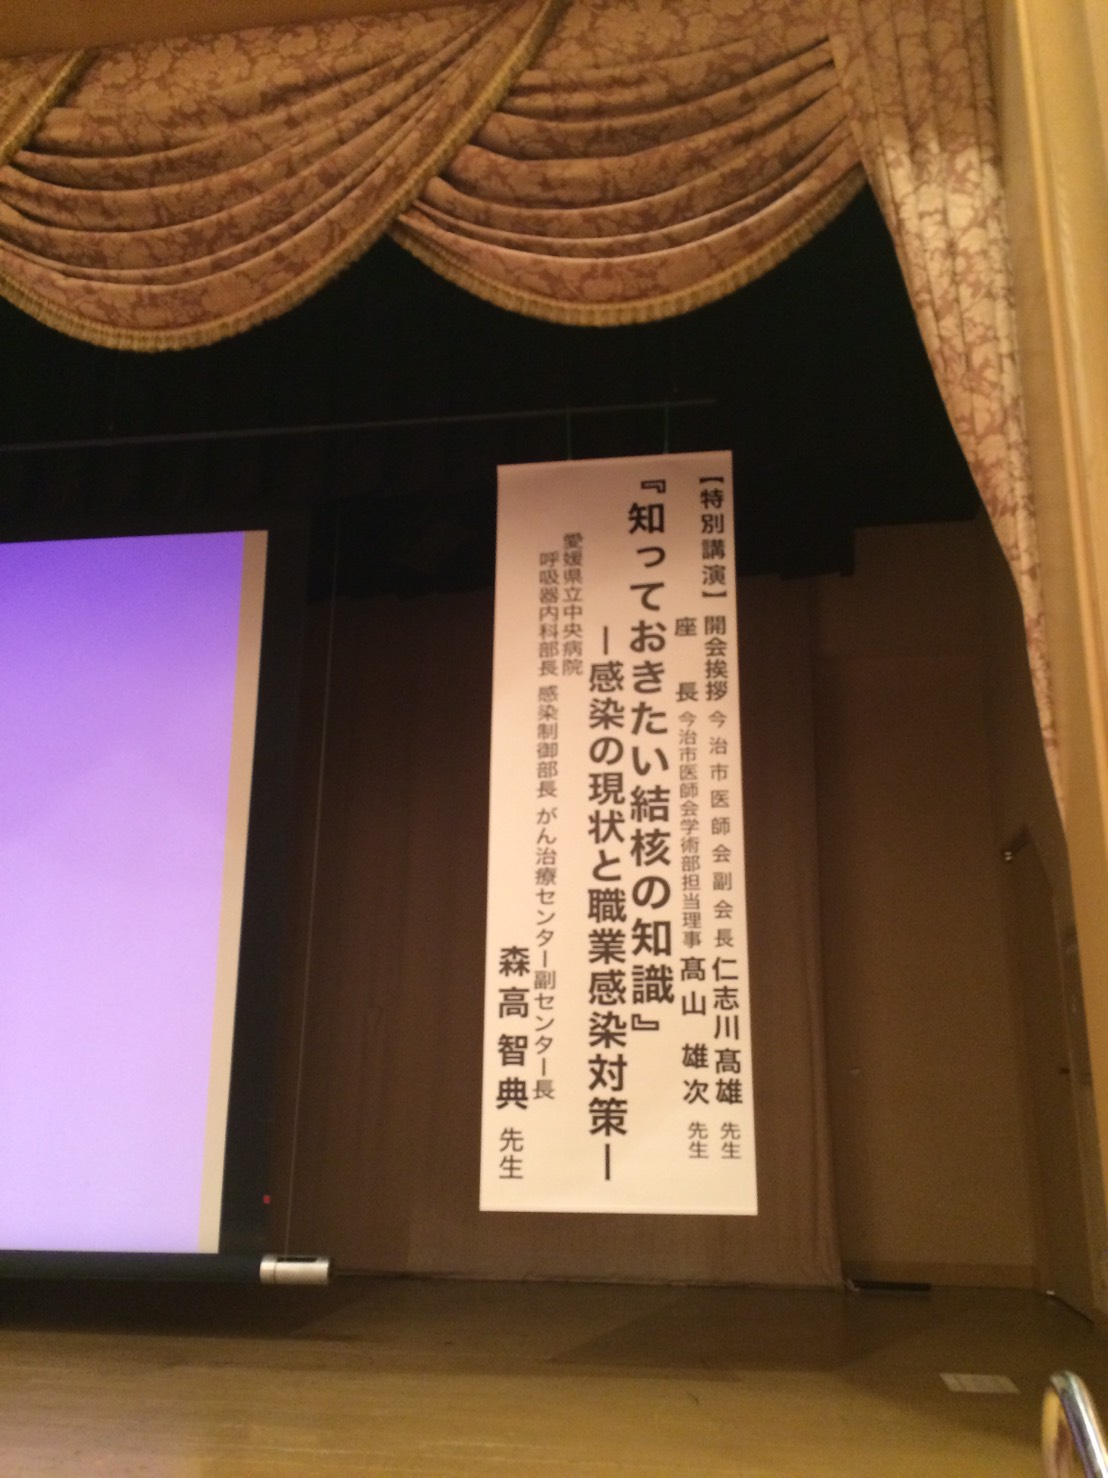 【特別講演】 開会挨拶 今治市医師会副会長 仁志川髙雄 先生
座長 今治市医師会学術部担当理事 髙山雄次 先生
『知っておきたい結核の知識』
―感染の現状と職業感染対策―
愛媛県立中央病院
呼吸器内科部長 感染制御部長 がん治療センター副センター長
森高智典 先生